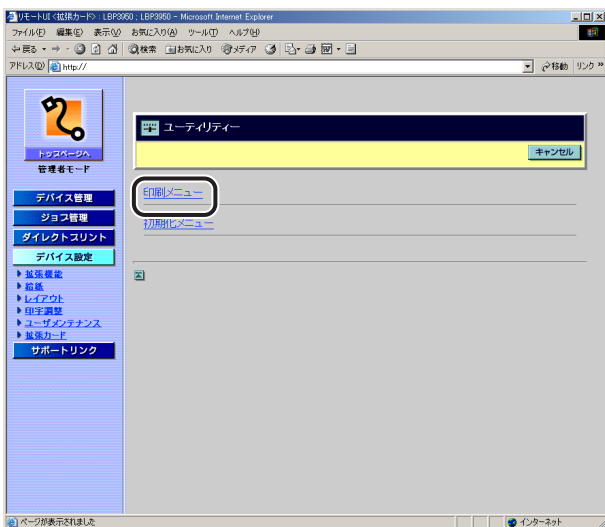 リモートUI <拡張カード> : LBP3950 ; LBP3950 - Microsoft Internet Explorer
ファイル(F) 編集(E) 表示(V) お気に入り(A) ツール(T) ヘルプ(H)
戻る 検索 お気に入り メディア
アドレス(D) http:// 移動 リンク »
トップページへ
管理者モード
ユーティリティー
キャンセル
デバイス管理
ジョブ管理
ダイレクトプリント
デバイス設定
拡張機能
給紙
レイアウト
印字調整
ユーザメンテナンス
拡張カード
サポートリンク
印刷メニュー
初期化メニュー
ページが表示されました インターネット